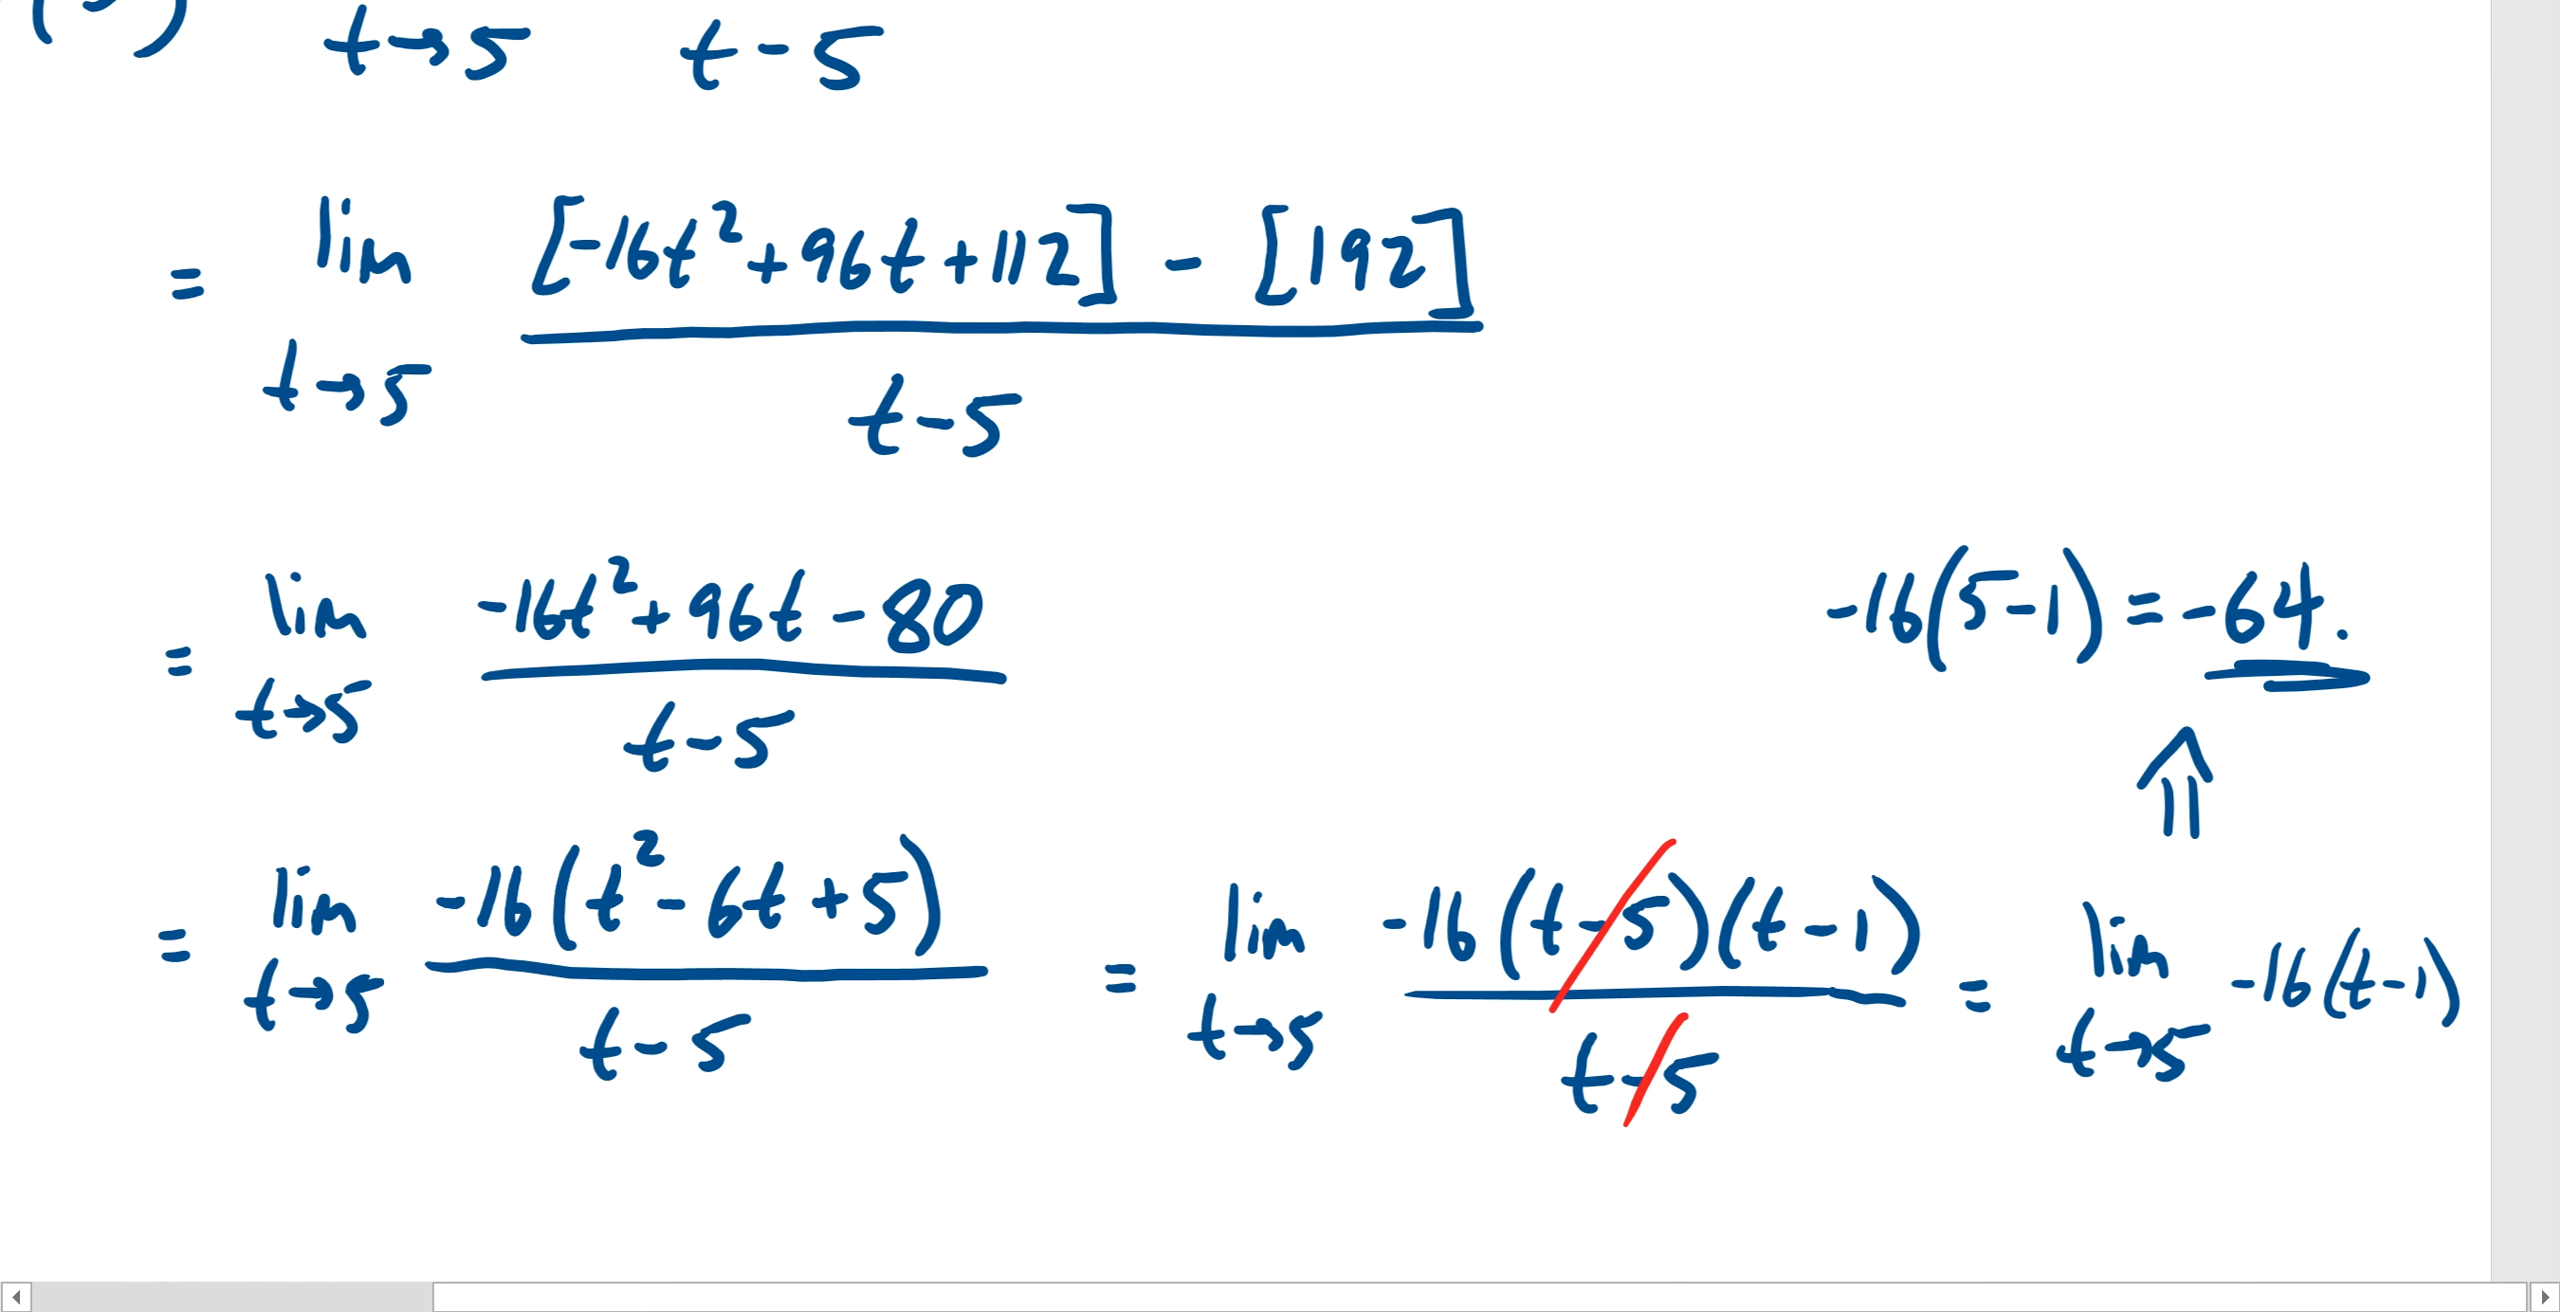 t→5 t-5
= lim [-16t²+96t+112] - [192]
t→5 t-5
= lim -16t²+96t-80
t→5 t-5
-16(5-1) = -64.
⇑
= lim -16(t²-6t+5) = lim -16(t-5)(t-1) = lim -16(t-1)
t→5 t-5 t→5 t-5 t→5